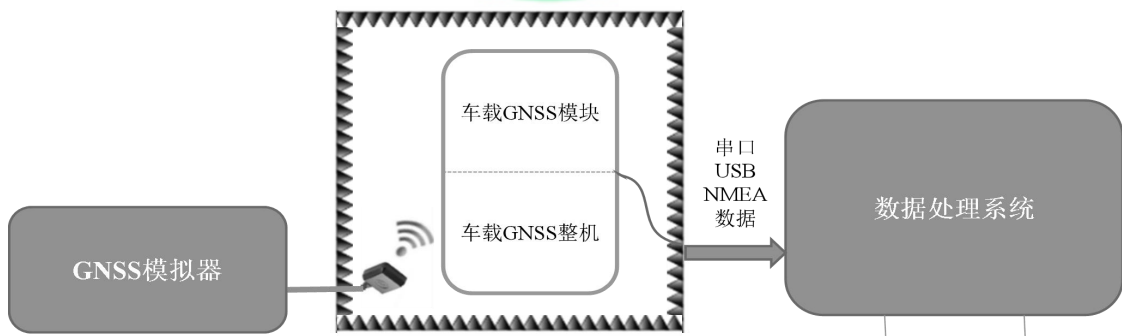 车载GNSS模块
车载GNSS整机
GNSS模拟器
串口
USB
NMEA
数据
数据处理系统